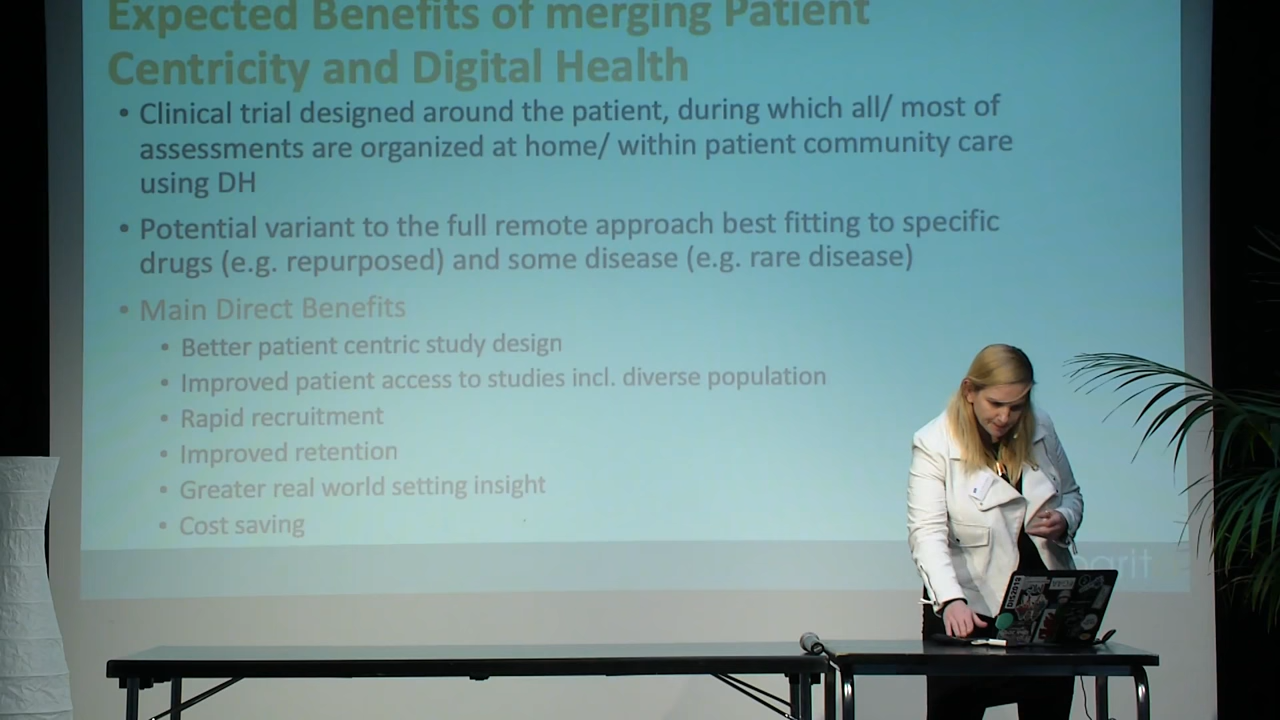 Expected Benefits of merging Patient
Centricity and Digital Health
• Clinical trial designed around the patient, during which all/ most of
assessments are organized at home/ within patient community care
using DH
• Potential variant to the full remote approach best fitting to specific
drugs (e.g. repurposed) and some disease (e.g. rare disease)
• Main Direct Benefits
• Better patient centric study design
• Improved patient access to studies incl. diverse population
• Rapid recruitment
• Improved retention
• Greater real world setting insight
• Cost saving